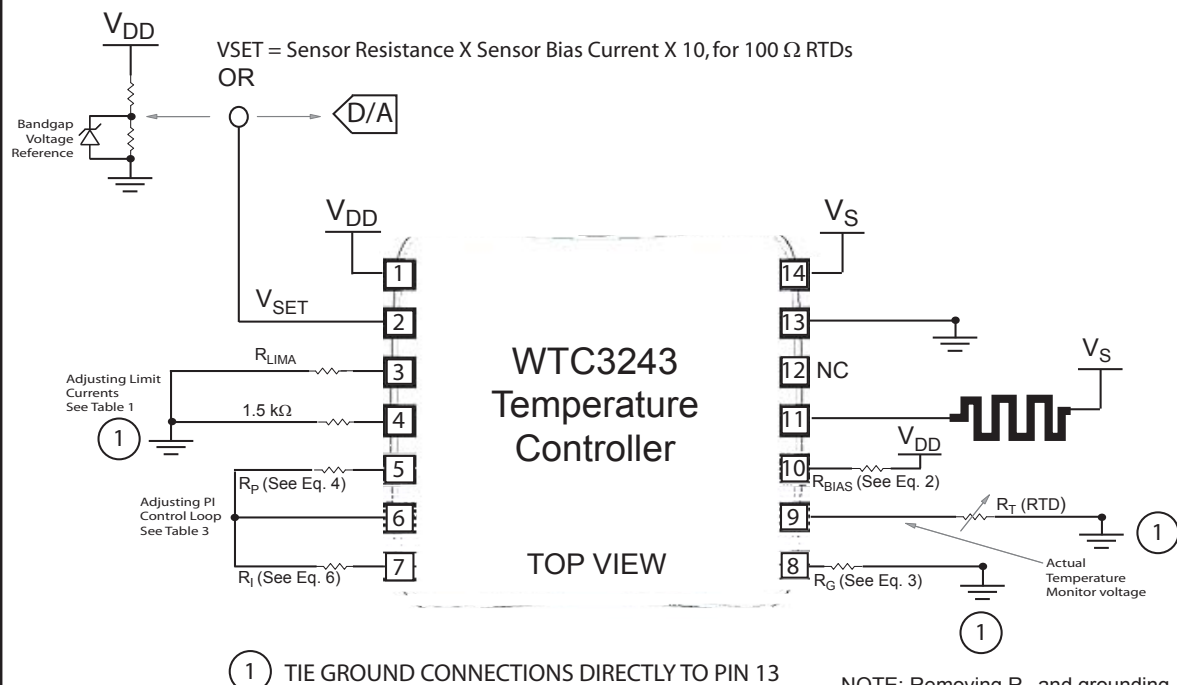 VDD
VSET = Sensor Resistance X Sensor Bias Current X 10, for 100 Ω RTDs
OR
D/A
Bandgap
Voltage
Reference
VDD
VS
1
14
VSET
2
13
RLIMA
3
12 NC
VS
Adjusting Limit
Currents
See Table 1
1
1.5 kΩ
4
11
WTC3243
Temperature
Controller
VDD
5
10
RP (See Eq. 4)
RBIAS (See Eq. 2)
Adjusting PI
Control Loop
See Table 3
6
9
RT (RTD)
1
7
TOP VIEW
8
RI (See Eq. 6)
RG (See Eq. 3)
Actual
Temperature
Monitor voltage
1
1 TIE GROUND CONNECTIONS DIRECTLY TO PIN 13
NOTE: Removing R and grounding